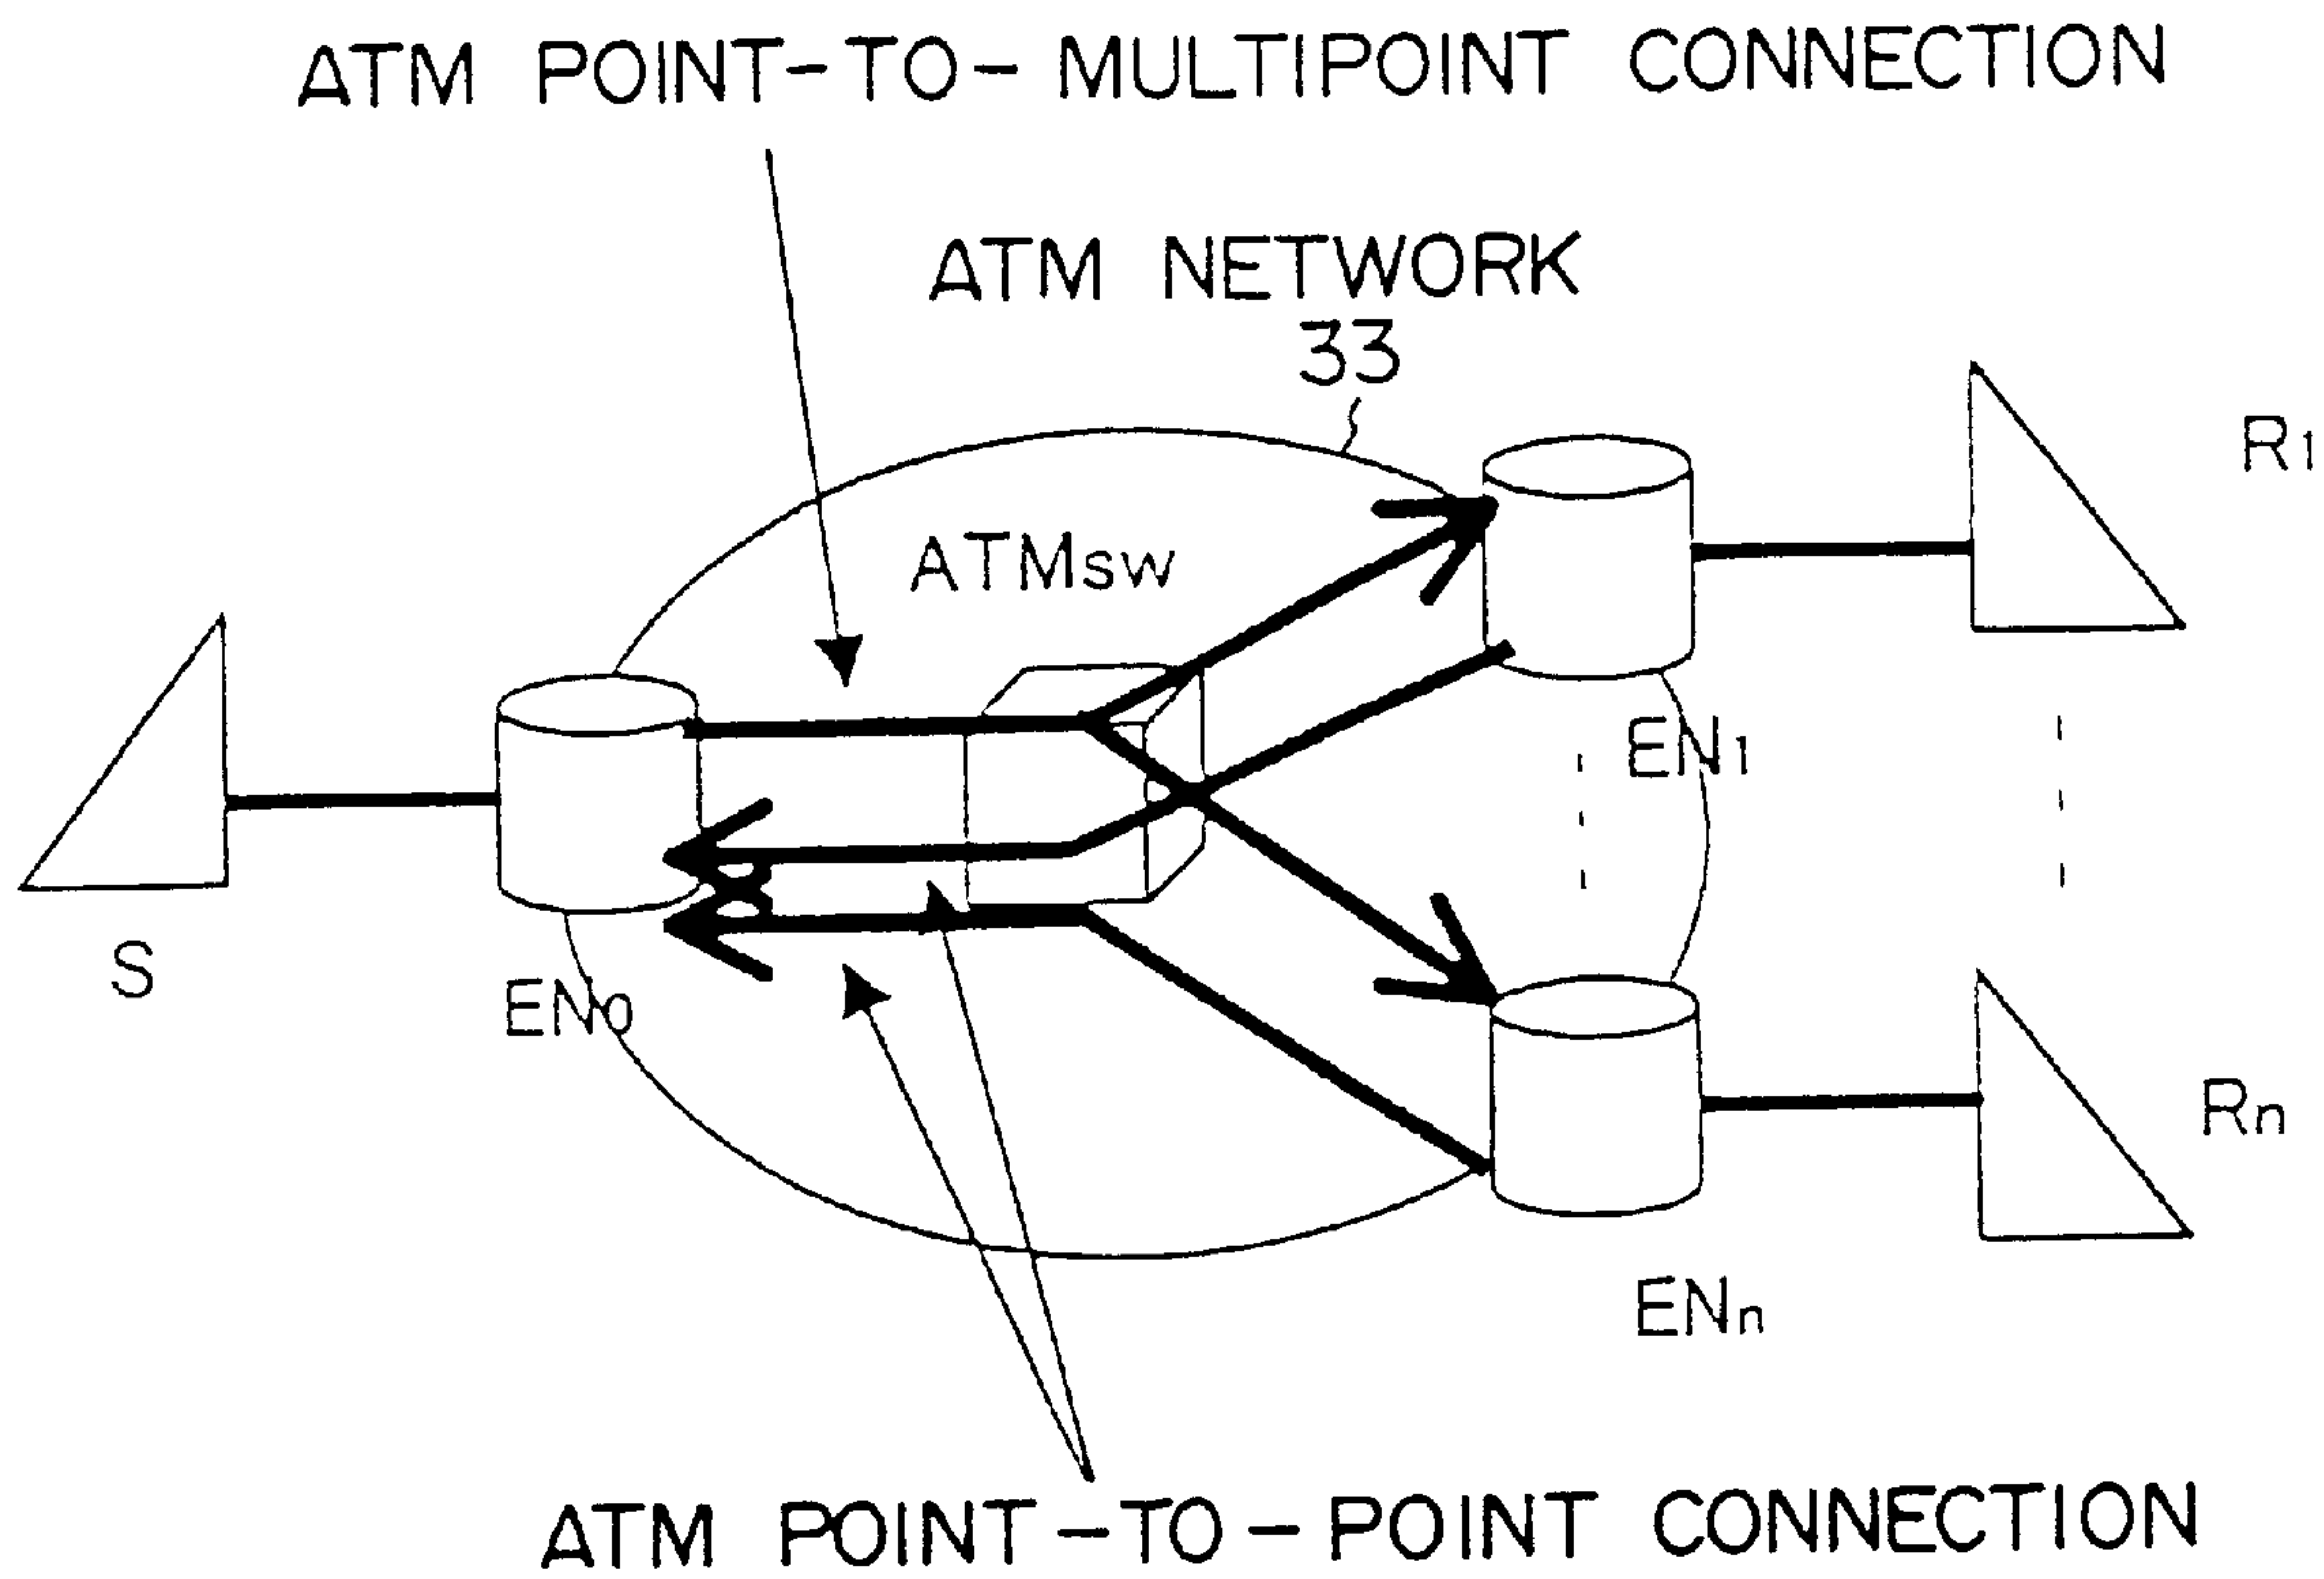 ATM POINT-TO-MULTIPOINT CONNECTION
ATM NETWORK
33
R1
ATMsw
EN1
S
EN0
Rn
ENn
ATM POINT-TO-POINT CONNECTION